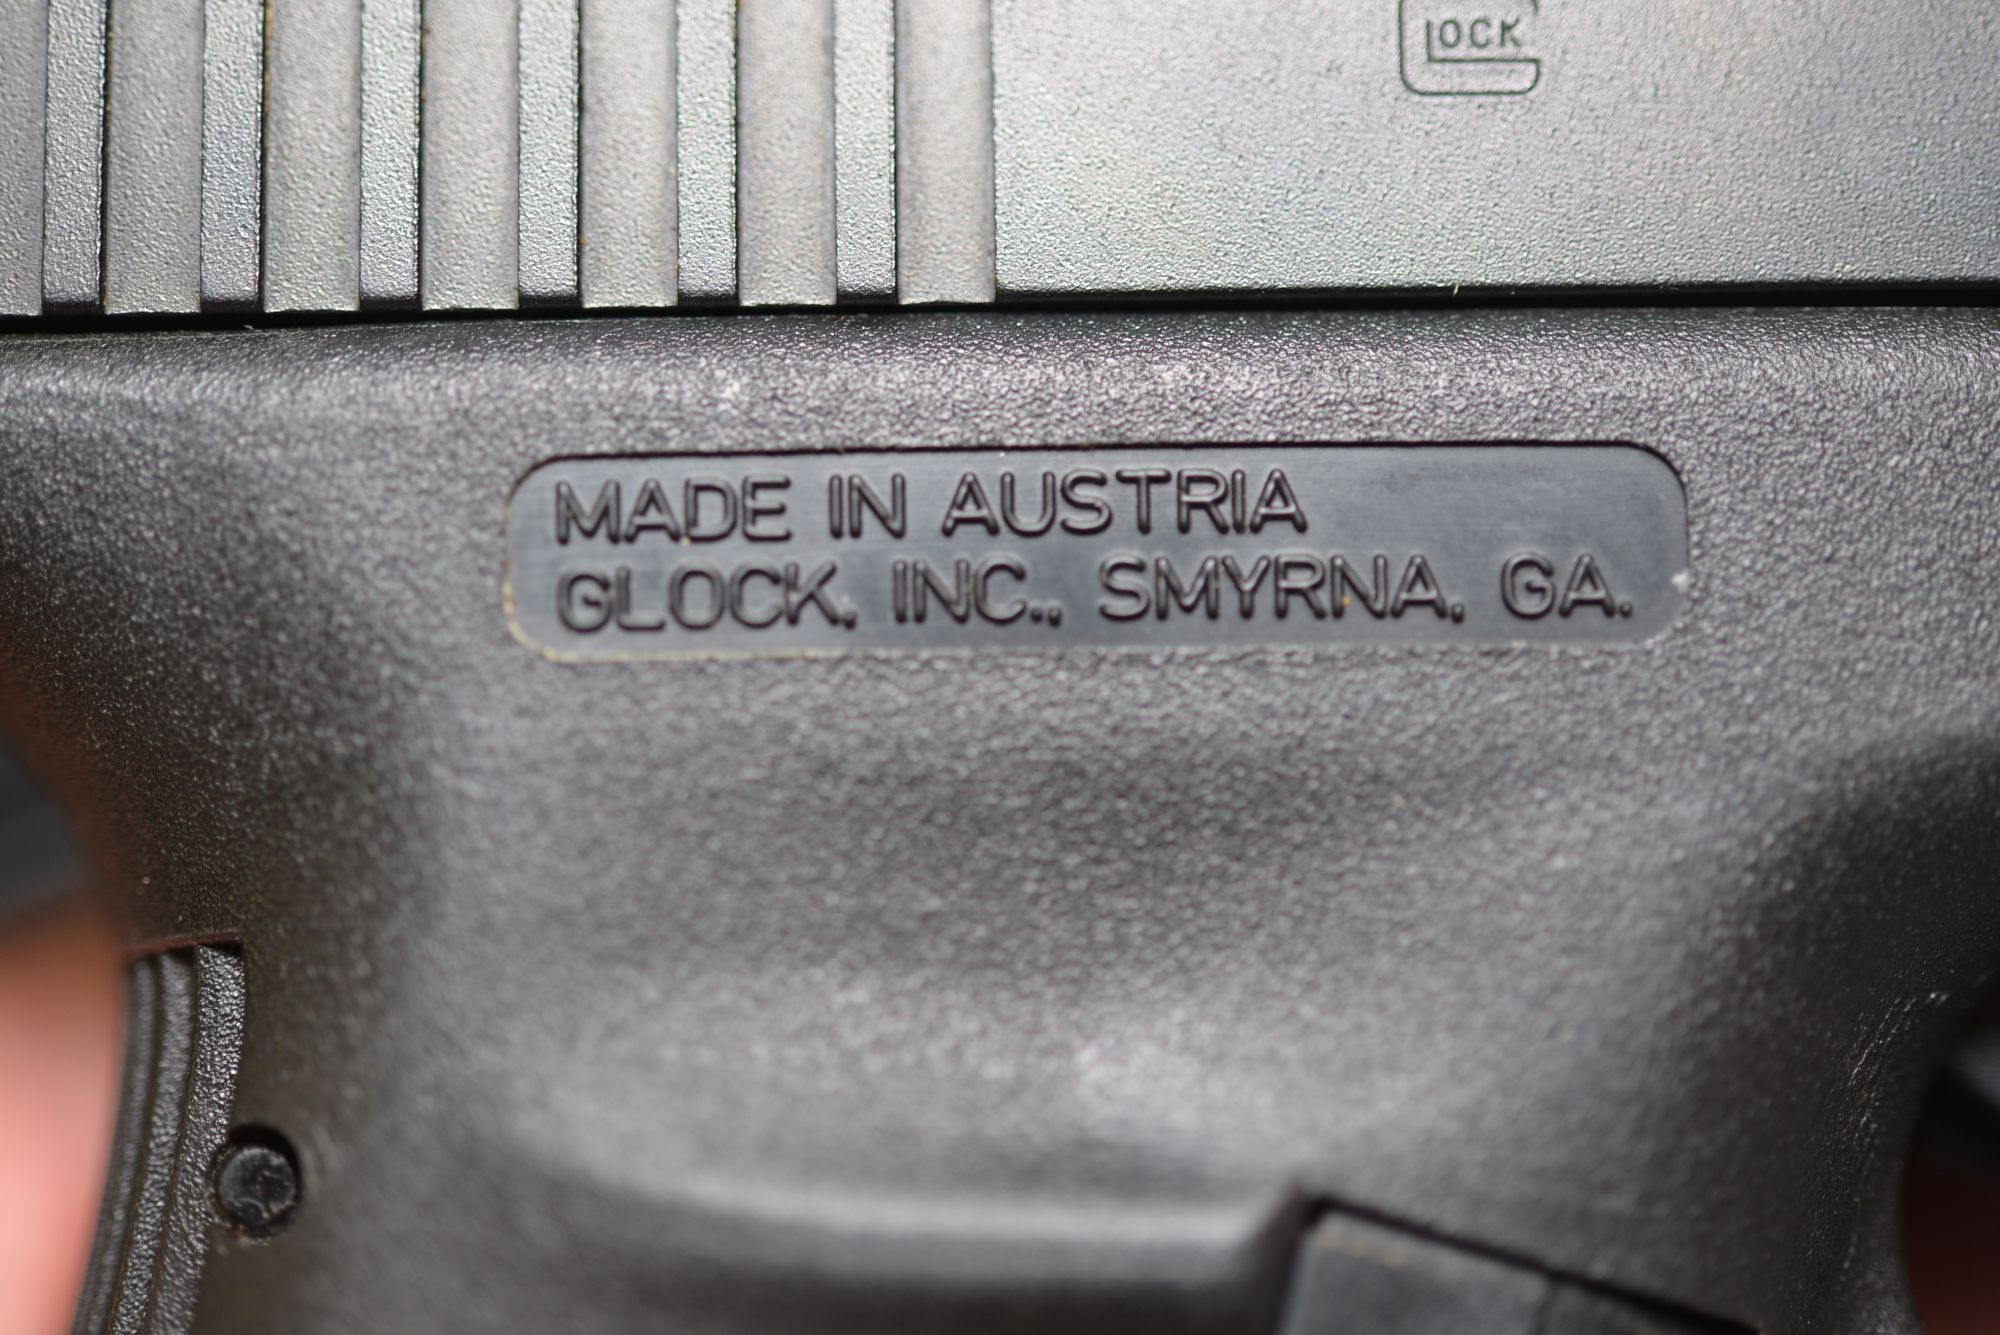 GLOCK
MADE IN AUSTRIA
GLOCK, INC., SMYRNA, GA.